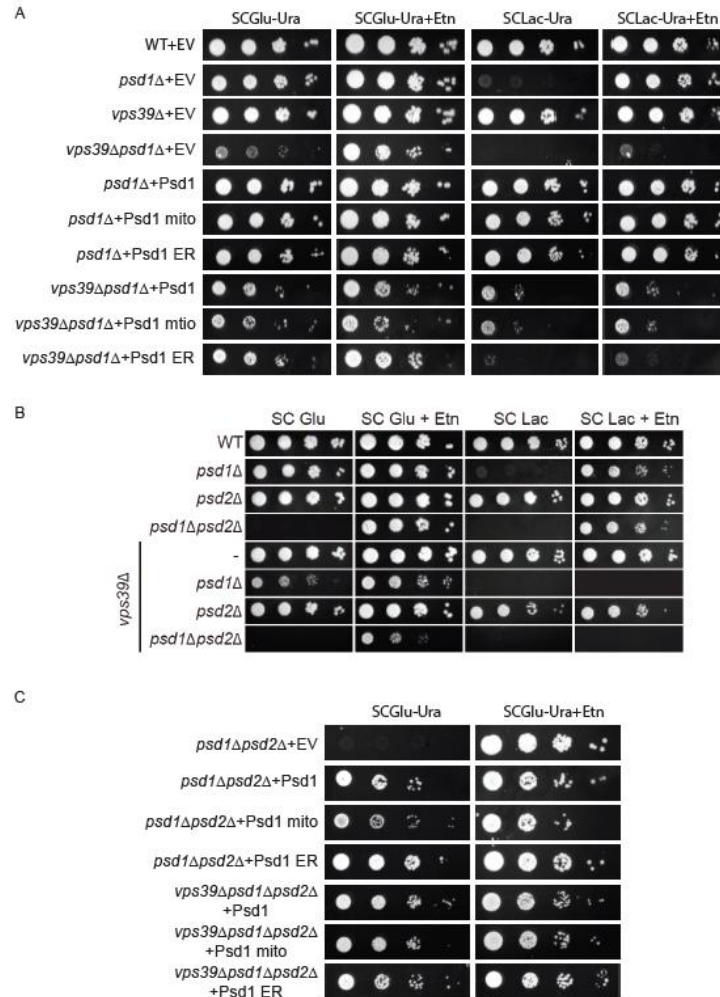 A
SCGlu-Ura SCGlu-Ura+Etn SCLac-Ura SCLac-Ura+Etn
WT+EV
psd1Δ+EV
vps39Δ+EV
vps39Δpsd1Δ+EV
psd1Δ+Psd1
psd1Δ+Psd1 mito
psd1Δ+Psd1 ER
vps39Δpsd1Δ+Psd1
vps39Δpsd1Δ+Psd1 mtio
vps39Δpsd1Δ+Psd1 ER
B
SC Glu SC Glu + Etn SC Lac SC Lac + Etn
WT
psd1Δ
psd2Δ
psd1Δpsd2Δ
vps39Δ
-
psd1Δ
psd2Δ
psd1Δpsd2Δ
C
SCGlu-Ura SCGlu-Ura+Etn
psd1Δpsd2Δ+EV
psd1Δpsd2Δ+Psd1
psd1Δpsd2Δ+Psd1 mito
psd1Δpsd2Δ+Psd1 ER
vps39Δpsd1Δpsd2Δ
+Psd1
vps39Δpsd1Δpsd2Δ
+Psd1 mito
vps39Δpsd1Δpsd2Δ
+Psd1 ER